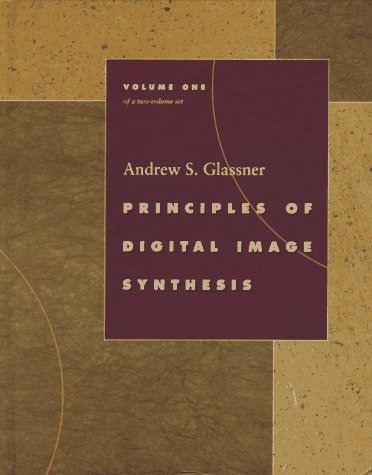 VOLUME ONE
of a two-volume set
Andrew S. Glassner
PRINCIPLES OF
DIGITAL IMAGE
SYNTHESIS